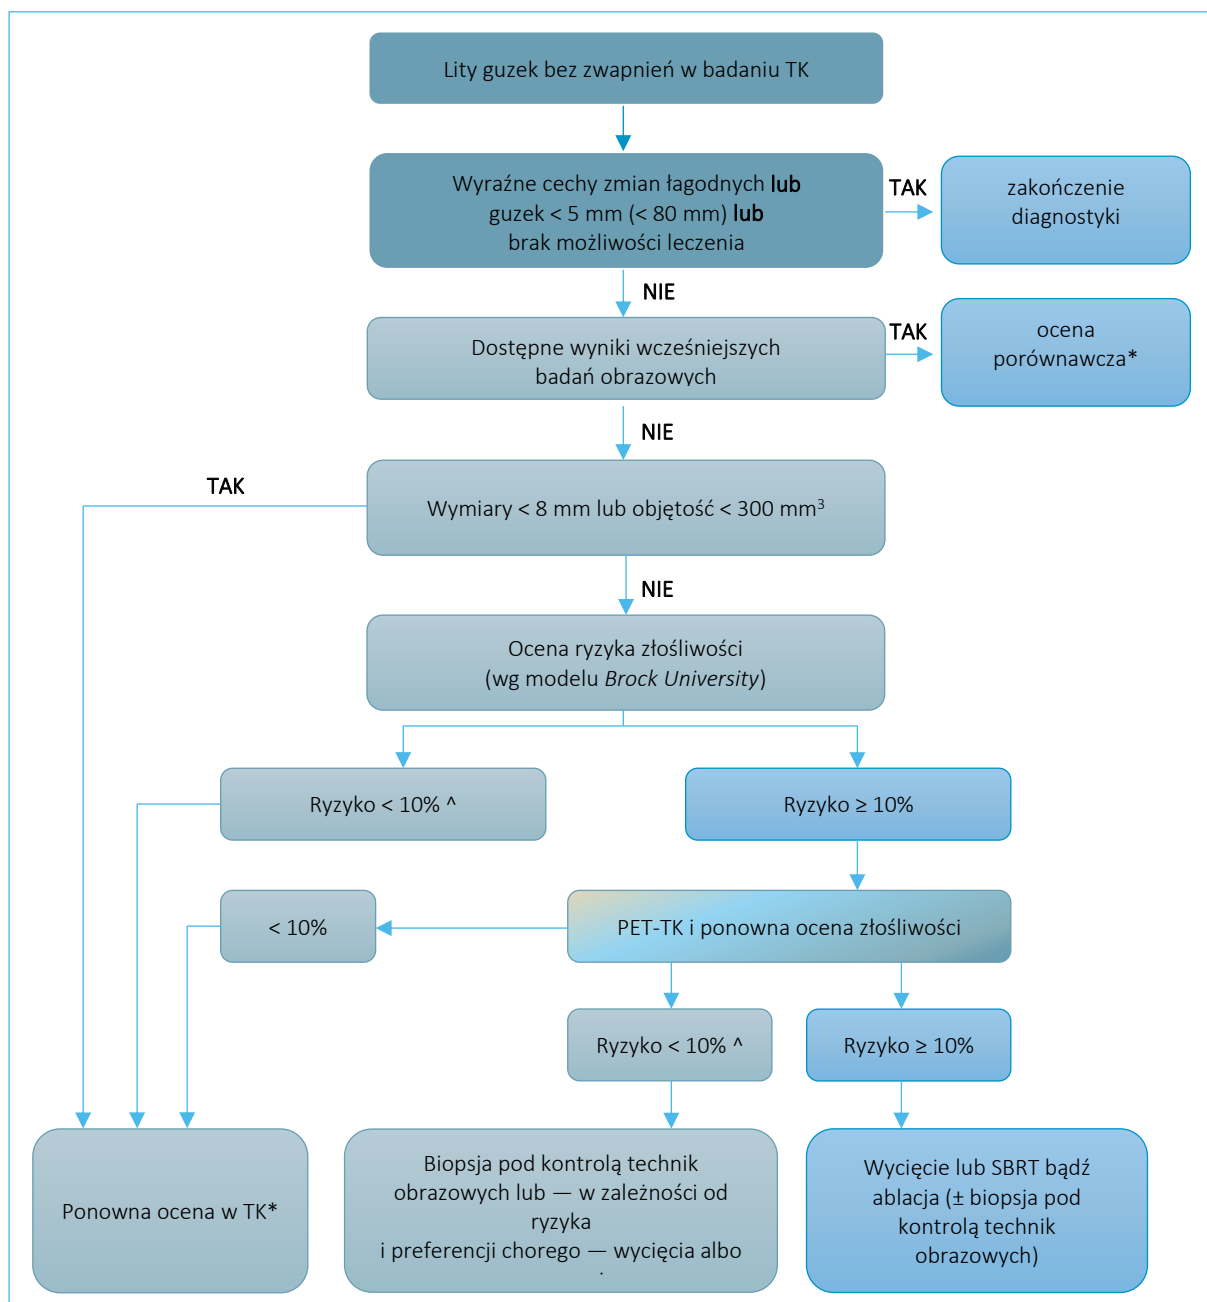 Lity guzek bez zwapnień w badaniu TK
Wyraźne cechy zmian łagodnych lub
guzek < 5 mm (< 80 mm) lub
brak możliwości leczenia
TAK
zakończenie
diagnostyki
NIE
Dostępne wyniki wcześniejszych
badań obrazowych
TAK
ocena
porównawcza*
NIE
TAK
Wymiary < 8 mm lub objętość < 300 mm³
NIE
Ocena ryzyka złośliwości
(wg modelu Brock University)
Ryzyko < 10% ^
Ryzyko ≥ 10%
< 10%
PET-TK i ponowna ocena złośliwości
Ryzyko < 10% ^
Ryzyko ≥ 10%
Ponowna ocena w TK*
Biopsja pod kontrolą technik
obrazowych lub — w zależności od
ryzyka
i preferencji chorego — wycięcia albo
Wycięcie lub SBRT bądź
ablacja (± biopsja pod
kontrolą technik
obrazowych)